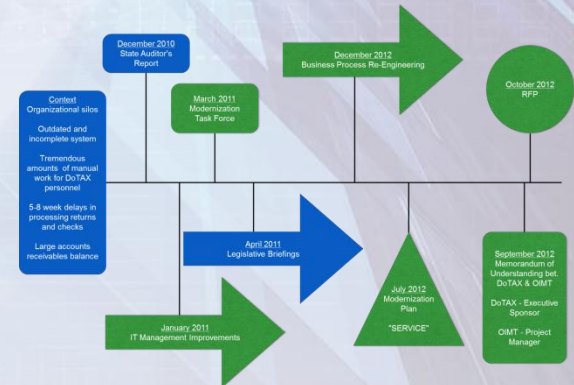 December 2010
State Auditor's
Report
December 2012
Business Process Re-Engineering
October 2012
RFP
March 2011
Modernization
Task Force
Context
Organizational silos
Outdated and
incomplete system
Tremendous
amounts of manual
work for DoTAX
personnel
5-8 week delays in
processing returns
and checks
Large accounts
receivables balance
April 2011
Legislative Briefings
January 2011
IT Management Improvements
July 2012
Modernization
Plan
"SERVICE"
September 2012
Memorandum of
Understanding bet.
DoTAX & OIMT
DoTAX - Executive
Sponsor
OIMT - Project
Manager